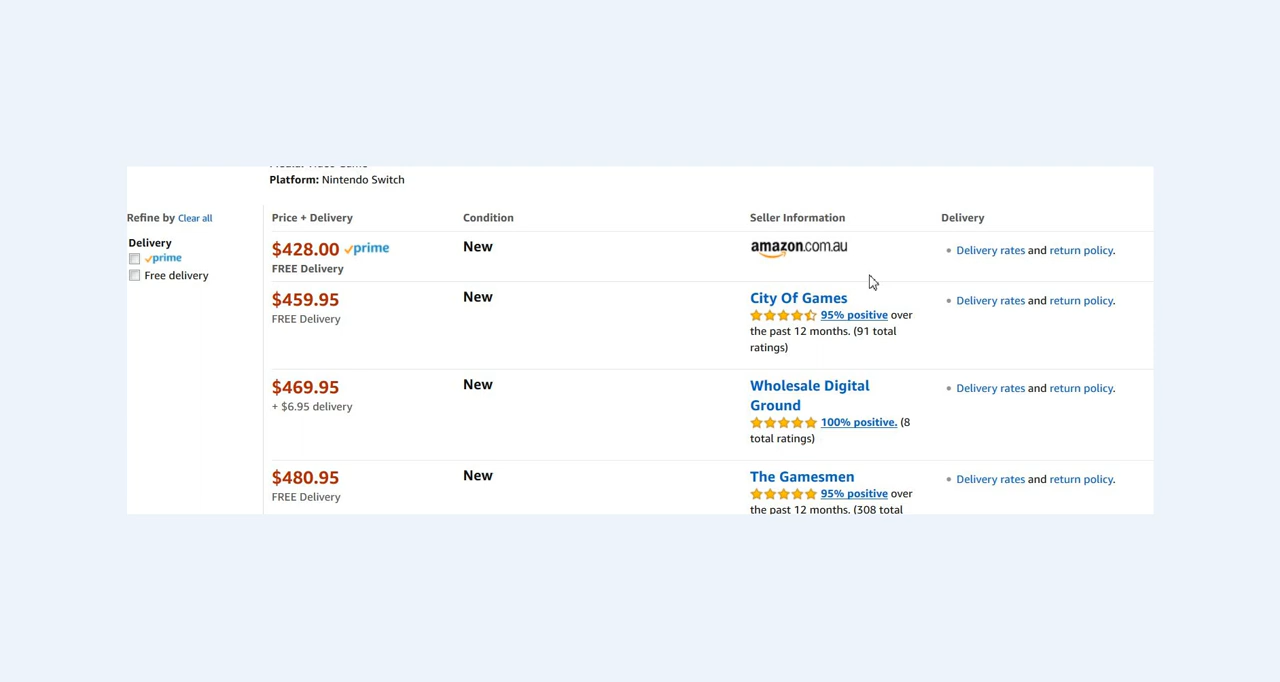 Platform: Nintendo Switch
Refine by Clear all
Delivery
prime
Free delivery
Price + Delivery
Condition
Seller Information
Delivery
$428.00 prime
FREE Delivery
New
amazon.com.au
Delivery rates and return policy.
$459.95
FREE Delivery
New
City Of Games
95% positive over
the past 12 months. (91 total
ratings)
Delivery rates and return policy.
$469.95
+ $6.95 delivery
New
Wholesale Digital
Ground
100% positive. (8
total ratings)
Delivery rates and return policy.
$480.95
FREE Delivery
New
The Gamesmen
95% positive over
the past 12 months. (308 total
Delivery rates and return policy.